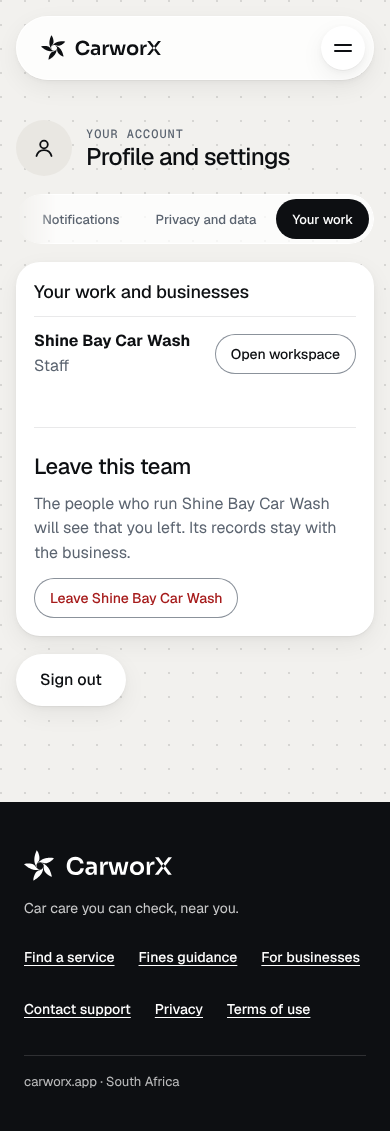 CarworX
YOUR ACCOUNT
Profile and settings
Notifications
Privacy and data
Your work
Your work and businesses
Shine Bay Car Wash
Staff
Open workspace
Leave this team
The people who run Shine Bay Car Wash
will see that you left. Its records stay with
the business.
Leave Shine Bay Car Wash
Sign out
CarworX
Car care you can check, near you.
Find a service
Fines guidance
For businesses
Contact support
Privacy
Terms of use
carworx.app · South Africa